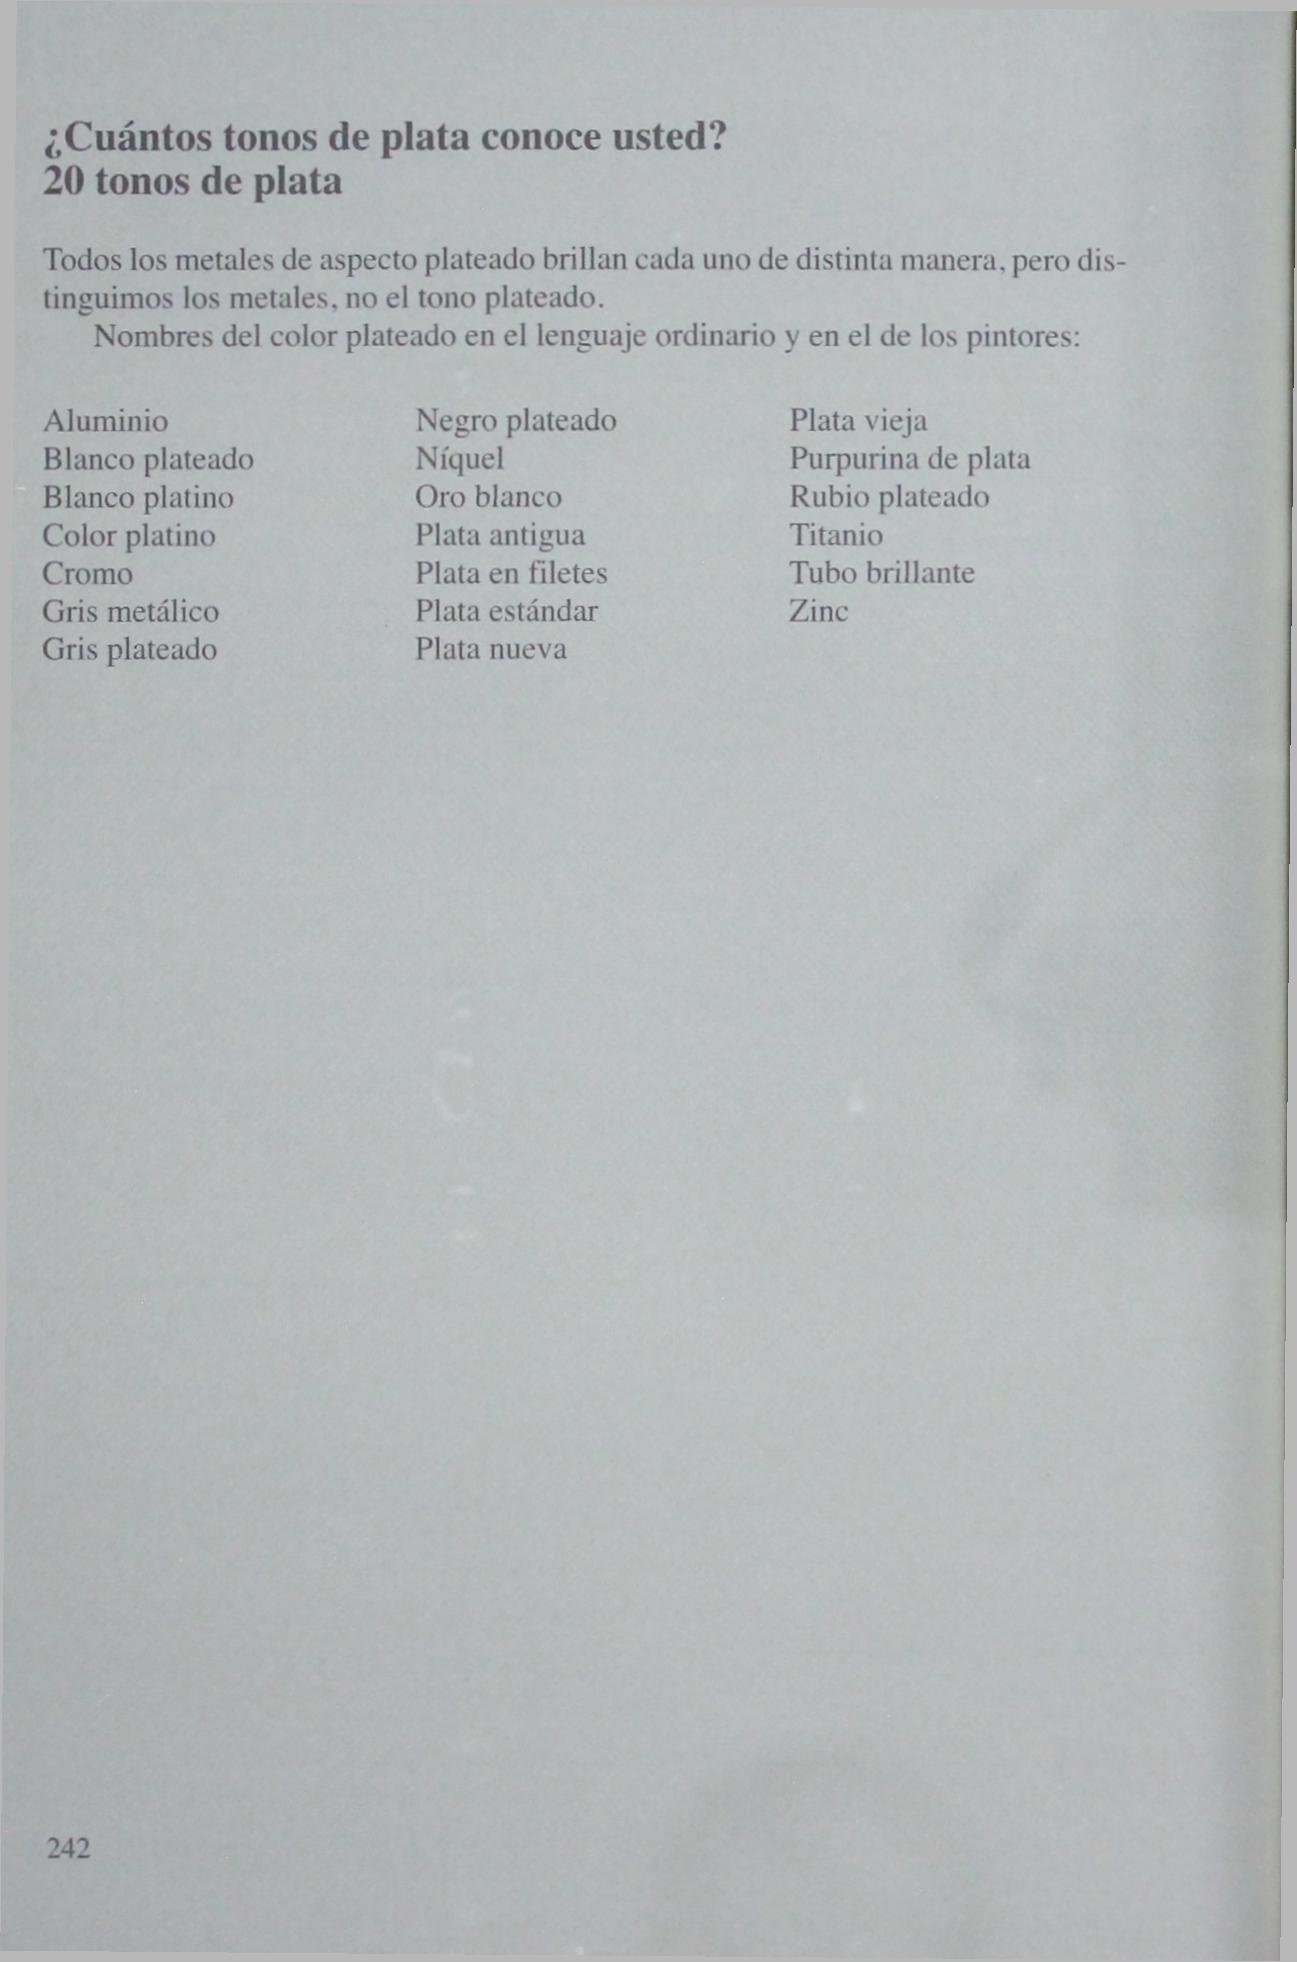 ¿Cuántos tonos de plata conoce usted?
20 tonos de plata
Todos los metales de aspecto plateado brillan cada uno de distinta manera, pero dis-
tinguimos los metales, no el tono plateado.
Nombres del color plateado en el lenguaje ordinario y en el de los pintores:
Aluminio
Blanco plateado
Blanco platino
Color platino
Cromo
Gris metálico
Gris plateado
Negro plateado
Níquel
Oro blanco
Plata antigua
Plata en filetes
Plata estándar
Plata nueva
Plata vieja
Purpurina de plata
Rubio plateado
Titanio
Tubo brillante
Zinc
242